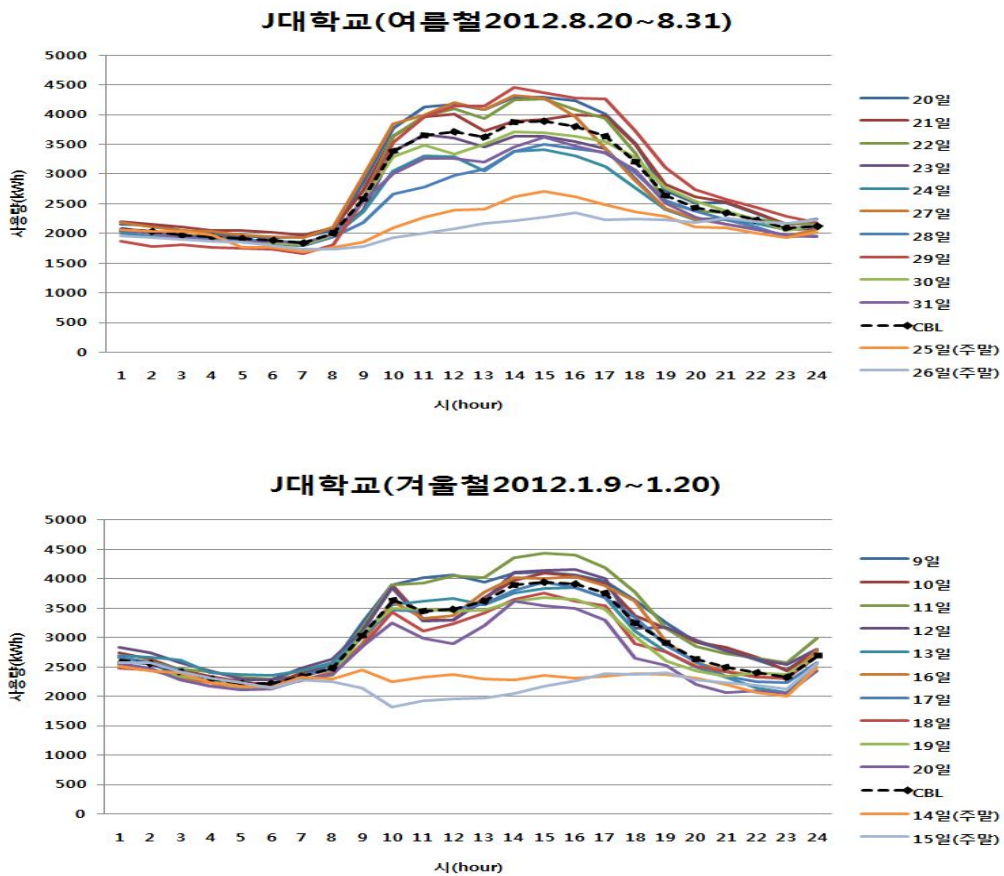 J대학교(여름철2012.8.20~8.31)
사용량(kWh)
5000
4500
4000
3500
3000
2500
2000
1500
1000
500
0
1 2 3 4 5 6 7 8 9 10 11 12 13 14 15 16 17 18 19 20 21 22 23 24
시(hour)
20일
21일
22일
23일
24일
27일
28일
29일
30일
31일
CBL
25일(주말)
26일(주말)
J대학교(겨울철2012.1.9~1.20)
사용량(kWh)
5000
4500
4000
3500
3000
2500
2000
1500
1000
500
0
1 2 3 4 5 6 7 8 9 10 11 12 13 14 15 16 17 18 19 20 21 22 23 24
시(hour)
9일
10일
11일
12일
13일
16일
17일
18일
19일
20일
CBL
14일(주말)
15일(주말)